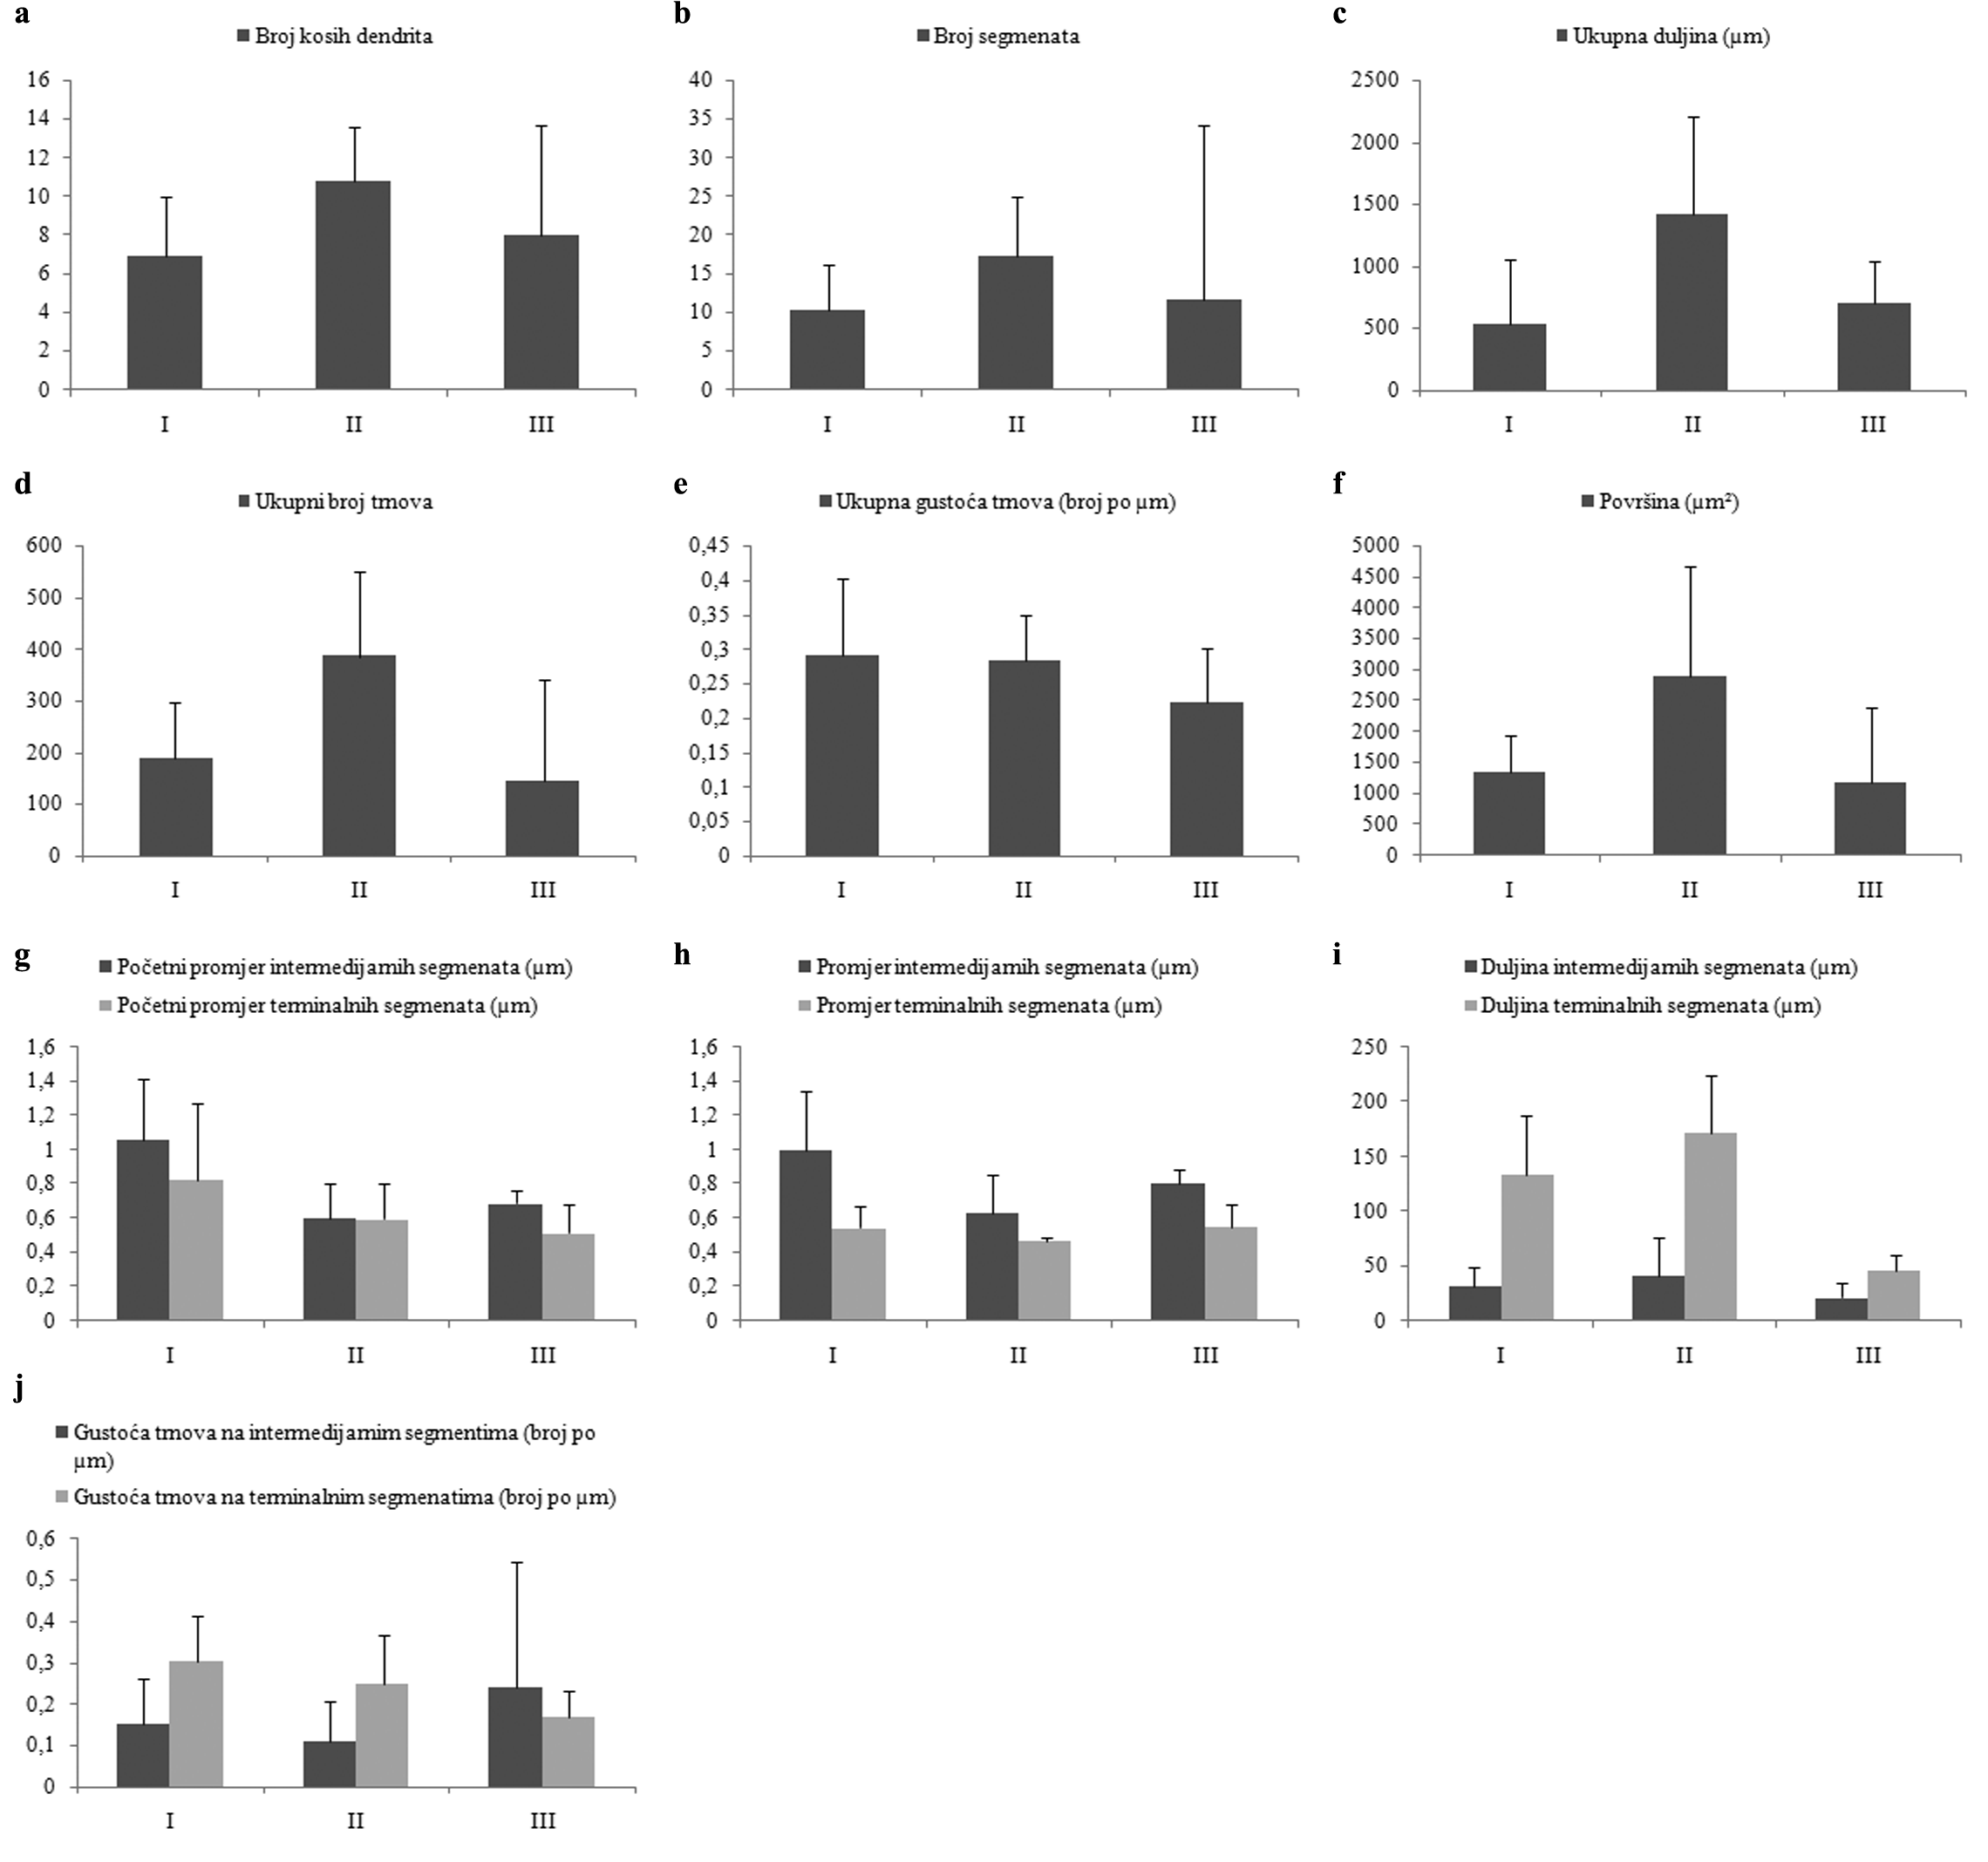 a
■ Broj kosih dendrita
16
14
12
10
8
6
4
2
0
I II III
b
■ Broj segmenata
40
35
30
25
20
15
10
5
0
I II III
c
■ Ukupna duljina (µm)
2500
2000
1500
1000
500
0
I II III
d
■ Ukupni broj trnova
600
500
400
300
200
100
0
I II III
e
■ Ukupna gustoća trnova (broj po µm)
0,45
0,4
0,35
0,3
0,25
0,2
0,15
0,1
0,05
0
I II III
f
■ Površina (µm²)
5000
4500
4000
3500
3000
2500
2000
1500
1000
500
0
I II III
g
■ Početni promjer intermedijarnih segmenata (µm)
■ Početni promjer terminalnih segmenata (µm)
1,6
1,4
1,2
1
0,8
0,6
0,4
0,2
0
I II III
h
■ Promjer intermedijarnih segmenata (µm)
■ Promjer terminalnih segmenata (µm)
1,6
1,4
1,2
1
0,8
0,6
0,4
0,2
0
I II III
i
■ Duljina intermedijarnih segmenata (µm)
■ Duljina terminalnih segmenata (µm)
250
200
150
100
50
0
I II III
j
■ Gustoća trnova na intermedijarnim segmentima (broj po
µm)
■ Gustoća trnova na terminalnim segmenatima (broj po µm)
0,6
0,5
0,4
0,3
0,2
0,1
0
I II III